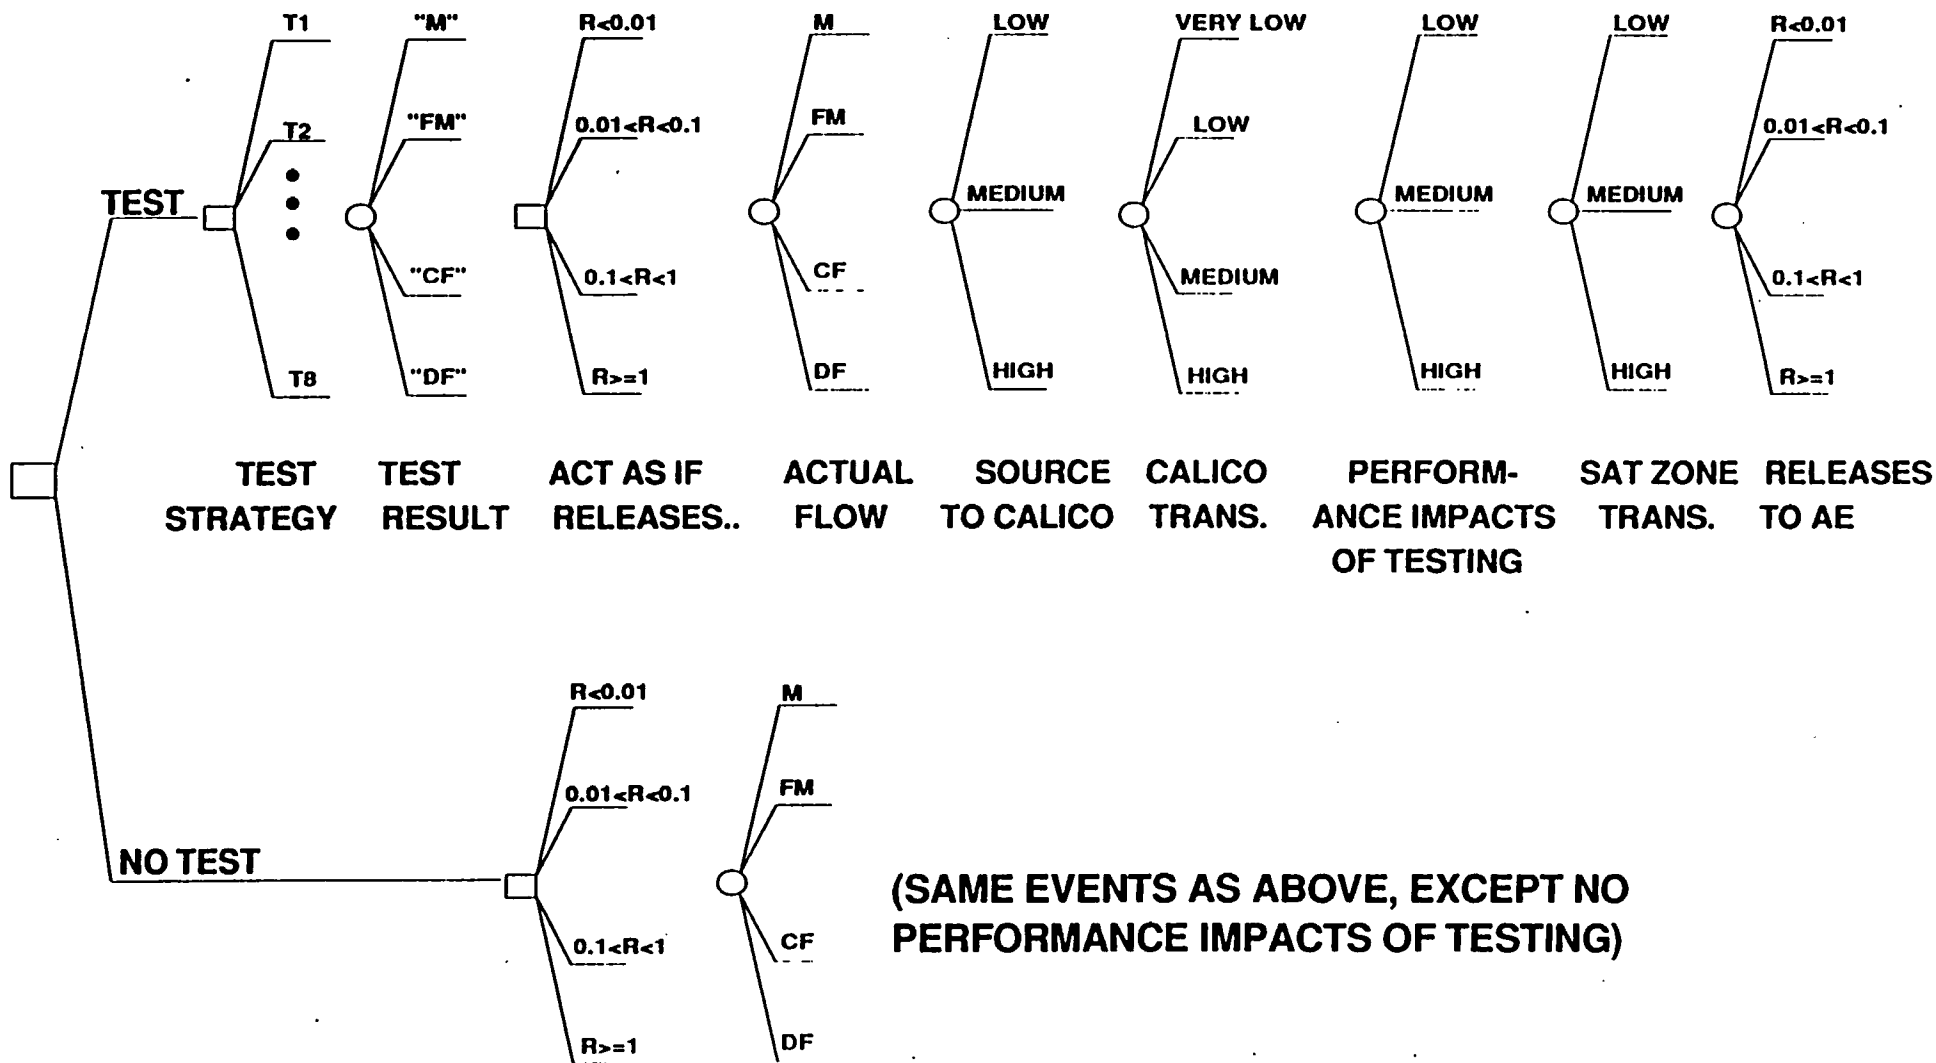 T1
"M"
R<0.01
M
LOW
VERY LOW
LOW
LOW
R<0.01
T2
"FM"
0.01<R<0.1
FM
LOW
0.01<R<0.1
TEST
MEDIUM
MEDIUM
MEDIUM
"CF"
0.1<R<1
CF
MEDIUM
0.1<R<1
T8
"DF"
R>=1
DF
HIGH
HIGH
HIGH
HIGH
R>=1
TEST
STRATEGY
TEST
RESULT
ACT AS IF
RELEASES..
ACTUAL
FLOW
SOURCE
TO CALICO
CALICO
TRANS.
PERFORM-
ANCE IMPACTS
OF TESTING
SAT ZONE
TRANS.
RELEASES
TO AE
R<0.01
M
0.01<R<0.1
FM
NO TEST
(SAME EVENTS AS ABOVE, EXCEPT NO
PERFORMANCE IMPACTS OF TESTING)
0.1<R<1
CF
R>=1
DF